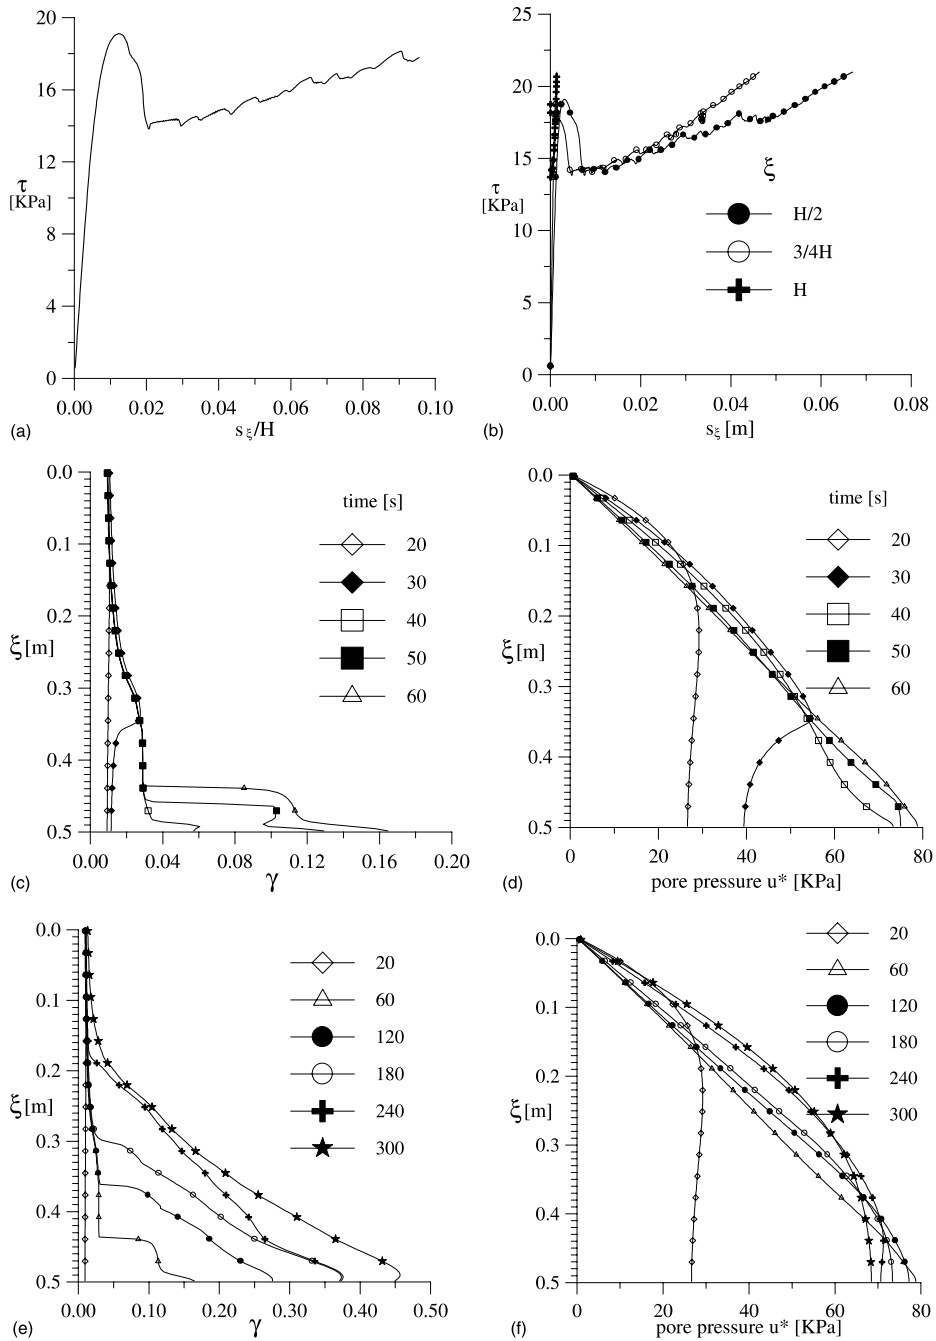 20
16
12
8
4
0
τ
[KPa]
0.00 0.02 0.04 0.06 0.08 0.10
s ξ/H
(a)
25
20
15
10
5
0
τ
[KPa]
ξ
H/2
3/4H
H
0.00 0.02 0.04 0.06 0.08
sξ [m]
(b)
0.0
0.1
0.2
0.3
0.4
0.5
ξ [m]
time [s]
20
30
40
50
60
0.00 0.04 0.08 0.12 0.16 0.20
γ
(c)
0.0
0.1
0.2
0.3
0.4
0.5
ξ [m]
time [s]
20
30
40
50
60
0 20 40 60 80
pore pressure u* [KPa]
(d)
0.0
0.1
0.2
0.3
0.4
0.5
ξ [m]
20
60
120
180
240
300
0.00 0.10 0.20 0.30 0.40 0.50
γ
(e)
0.0
0.1
0.2
0.3
0.4
0.5
ξ [m]
20
60
120
180
240
300
0 20 40 60 80
pore pressure u* [KPa]
(f)